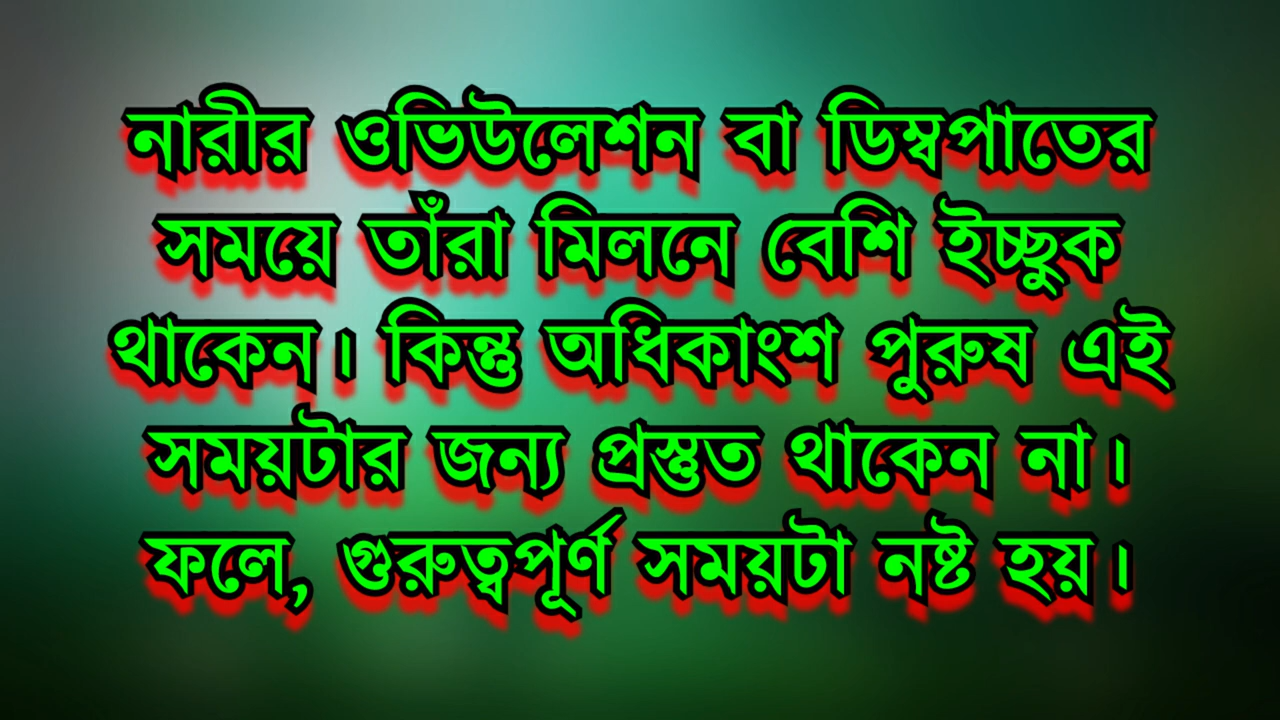 নারীর ওভিউলেশন বা ডিম্বপাতের
সময়ে তাঁরা মিলনে বেশি ইচ্ছুক
থাকেন। কিন্তু অধিকাংশ পুরুষ এই
সময়টার জন্য প্রস্তুত থাকেন না।
ফলে, গুরুত্বপূর্ণ সময়টা নষ্ট হয়।